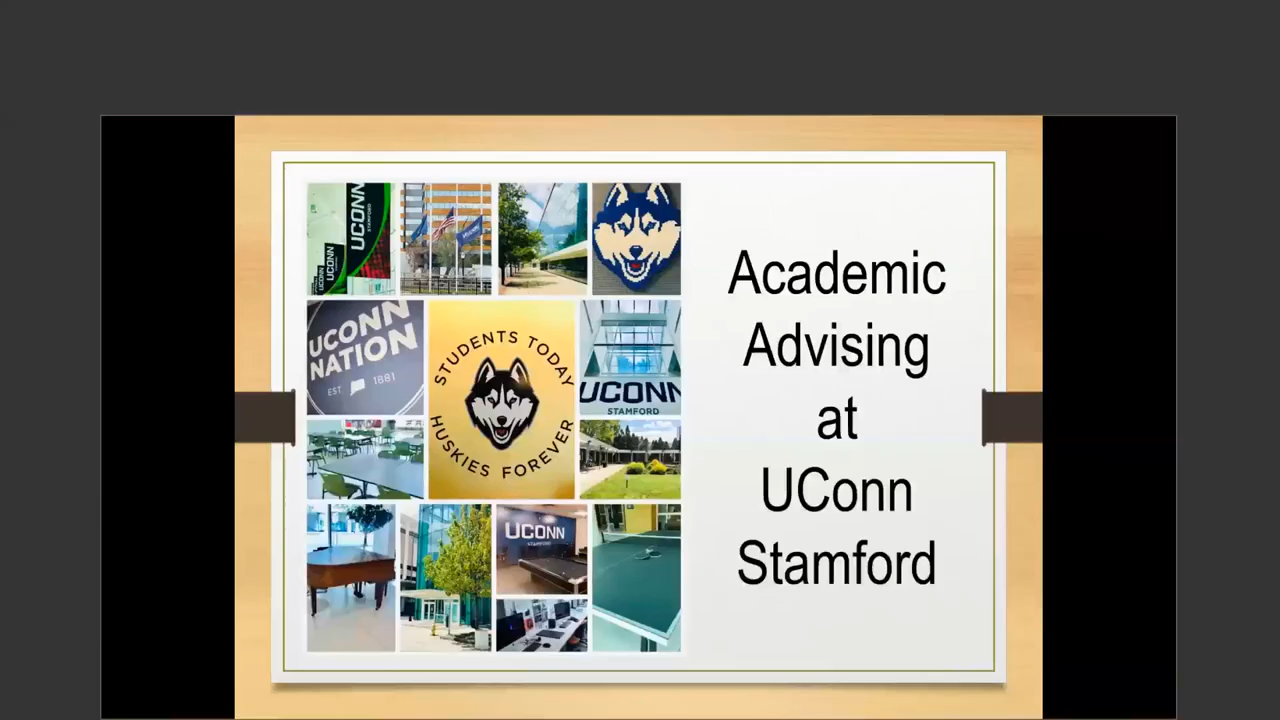 UCONN
STAMFORD
UCONN
UCONN
UCONN
NATION
EST 1881
STUDENTS TODAY
HUSKIES FOREVER
UCONN
STAMFORD
UCONN
STAMFORD
Academic
Advising
at
UConn
Stamford